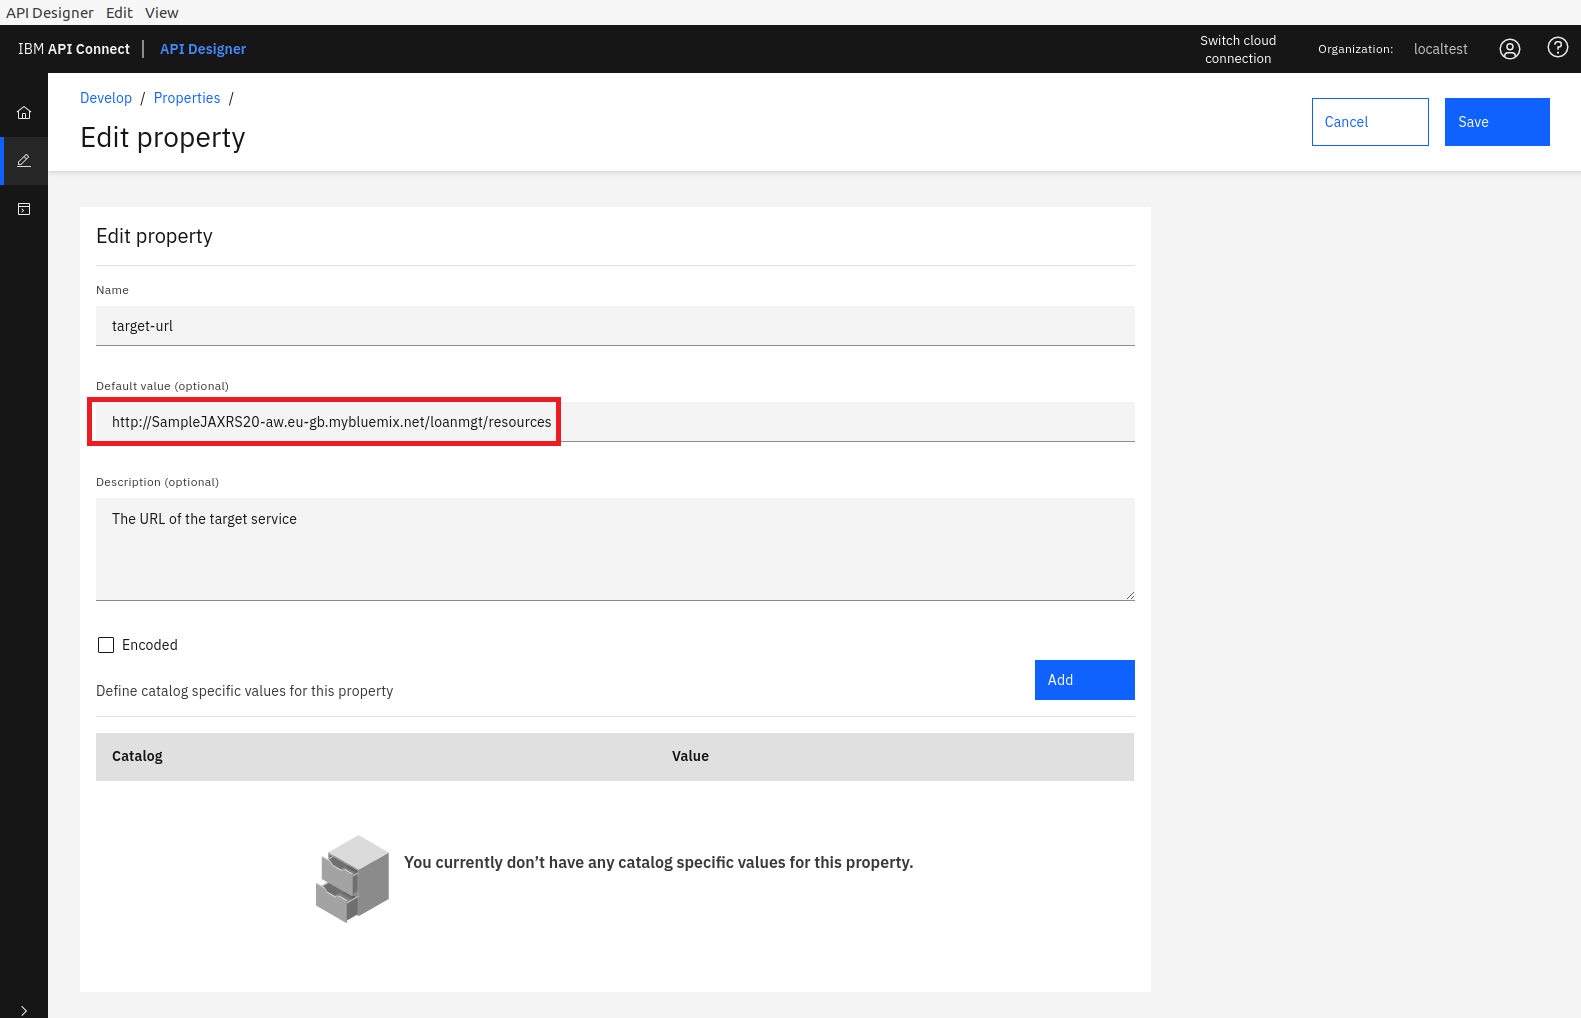 API Designer Edit View
IBM API Connect | API Designer
Switch cloud
connection
Organization: localtest
Develop / Properties /
Edit property
Cancel
Save
Edit property
Name
target-url
Default value (optional)
http://SampleJAXRS20-aw.eu-gb.mybluemix.net/loanmgt/resources
Description (optional)
The URL of the target service
Encoded
Define catalog specific values for this property
Add
Catalog Value
You currently don’t have any catalog specific values for this property.